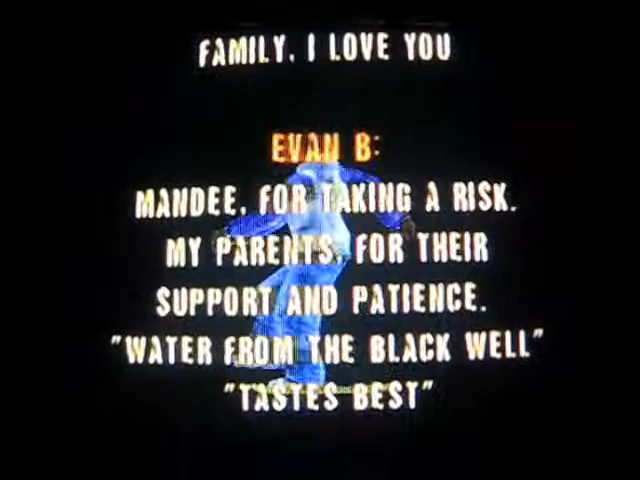 FAMILY. I LOVE YOU
EVAN B:
MANDEE, FOR TAKING A RISK.
MY PARENTS, FOR THEIR
SUPPORT AND PATIENCE.
"WATER FROM THE BLACK WELL"
"TASTES BEST"